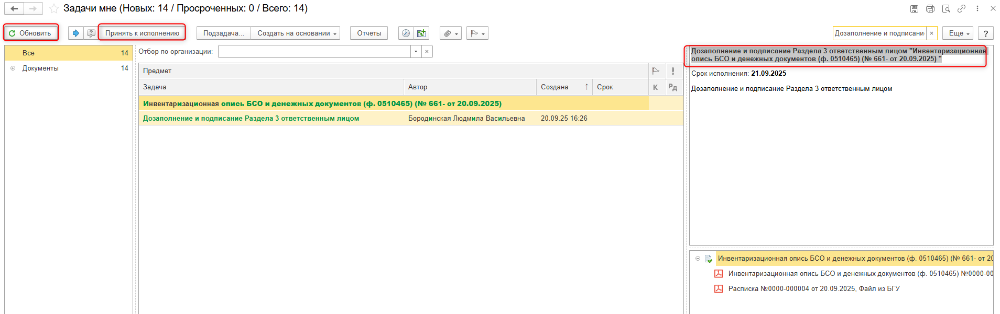 Задачи мне (Новых: 14 / Просроченных: 0 / Всего: 14)
Обновить
Принять к исполнению
Подзадача...
Создать на основании
Отчеты
Дозаполнение и подписани
×
Еще
?
Все 14
Документы 14
Отбор по организации:
×
Предмет
Задача Автор Создана ↑ Срок К Рд
Инвентаризационная опись БСО и денежных документов (ф. 0510465) (№ 661- от 20.09.2025)
Дозаполнение и подписание Раздела 3 ответственным лицом Бородинская Людмила Васильевна 20.09.25 16:26
Дозаполнение и подписание Раздела 3 ответственным лицом "Инвентаризационная
опись БСО и денежных документов (ф. 0510465) (№ 661- от 20.09.2025) "
Срок исполнения: 21.09.2025
Дозаполнение и подписание Раздела 3 ответственным лицом
Инвентаризационная опись БСО и денежных документов (ф. 0510465) (№ 661- от 20
Инвентаризационная опись БСО и денежных документов (ф. 0510465) №0000-00
Расписка №0000-000004 от 20.09.2025, Файл из БГУ